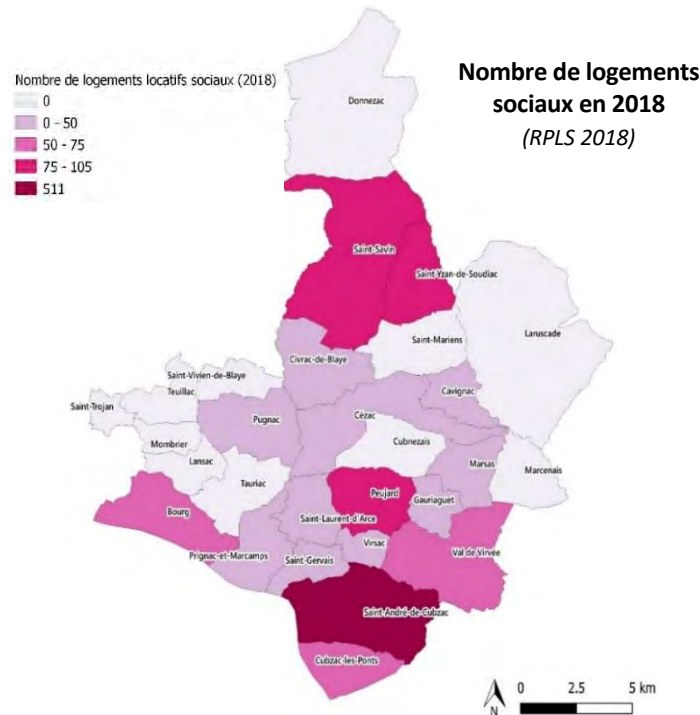 Nombre de logements locatifs sociaux (2018)
0
0 - 50
50 - 75
75 - 105
511
Nombre de logements
sociaux en 2018
(RPLS 2018)
Donnezac
Saint-Savin
Saint-Yzan-de-Soudiac
Laruscade
Saint-Mariens
Civrac-de-Blaye
Saint-Vivien-de-Blaye
Teuillac
Cavignac
Saint-Trojan
Pugnac
Cézac
Mombrier
Cubnezais
Lansac
Marsas
Marcenais
Tauriac
Peujard
Gauriaguet
Bourg
Saint-Laurent-d'Arce
Virsac
Val de Virvée
Prignac-et-Marcamps
Saint-Gervais
Saint-André-de-Cubzac
Cubzac-les-Ponts
N
0 2.5 5 km